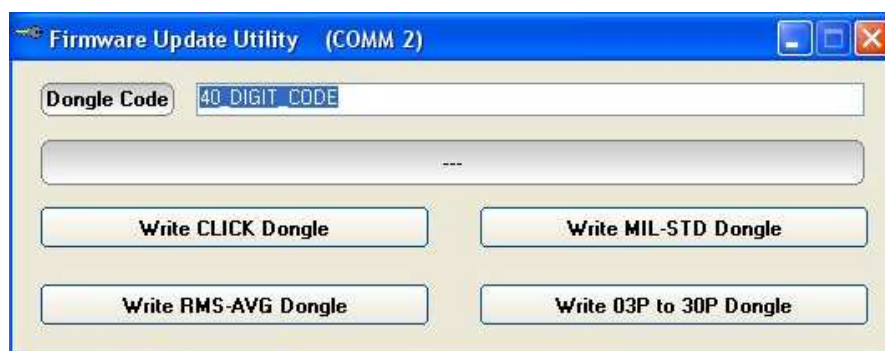 Firmware Update Utility (COMM 2)
Dongle Code 40_DIGIT_CODE
---
Write CLICK Dongle Write MIL-STD Dongle
Write RMS-AVG Dongle Write 03P to 30P Dongle